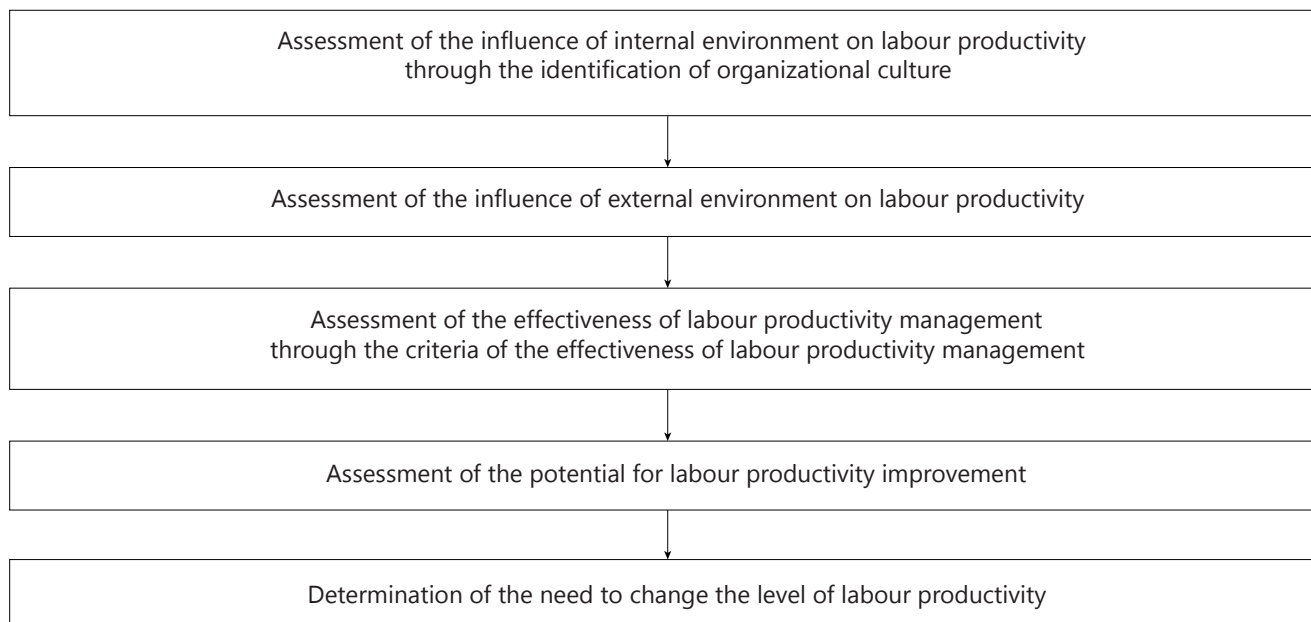 Assessment of the influence of internal environment on labour productivity
through the identification of organizational culture
Assessment of the influence of external environment on labour productivity
Assessment of the effectiveness of labour productivity management
through the criteria of the effectiveness of labour productivity management
Assessment of the potential for labour productivity improvement
Determination of the need to change the level of labour productivity